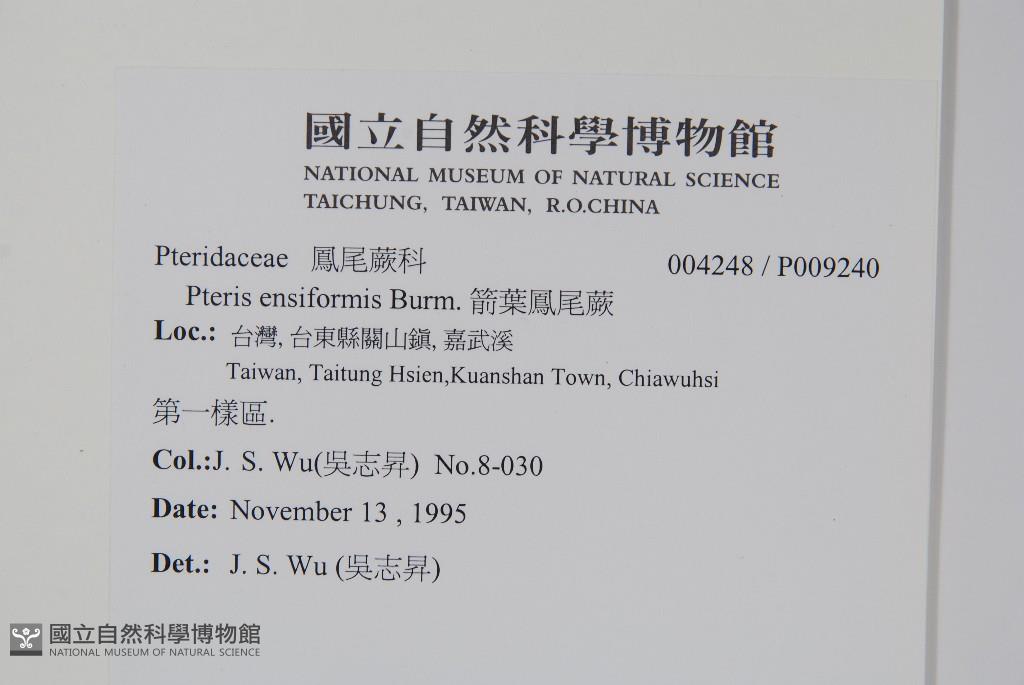 國立自然科學博物館
NATIONAL MUSEUM OF NATURAL SCIENCE
TAICHUNG, TAIWAN, R.O.CHINA
Pteridaceae 鳳尾蕨科 004248 / P009240
Pteris ensiformis Burm. 箭葉鳳尾蕨
Loc.: 台灣, 台東縣關山鎮, 嘉武溪
Taiwan, Taitung Hsien,Kuanshan Town, Chiawuhsi
第一樣區.
Col.:J. S. Wu(吳志昇) No.8-030
Date: November 13 , 1995
Det.: J. S. Wu (吳志昇)
國立自然科學博物館
NATIONAL MUSEUM OF NATURAL SCIENCE